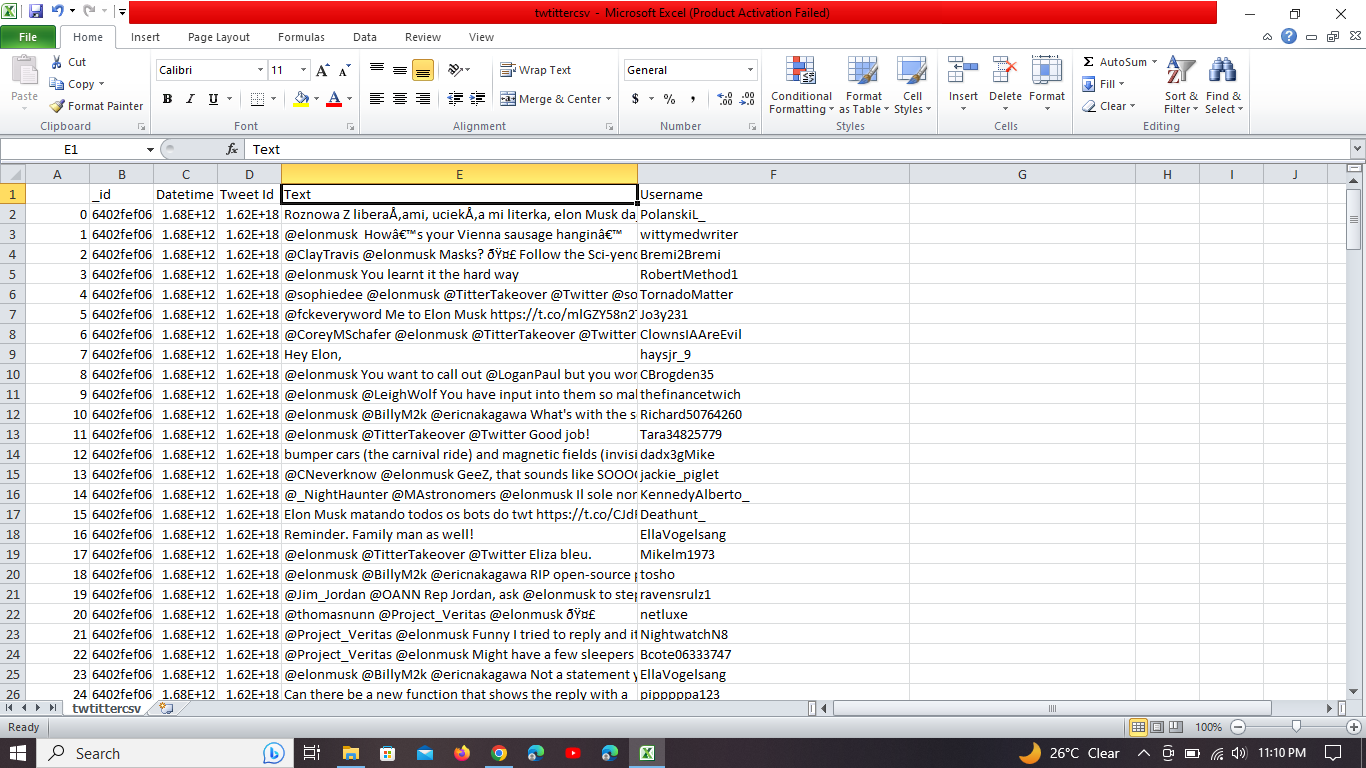 twtittercsv - Microsoft Excel (Product Activation Failed)
File Home Insert Page Layout Formulas Data Review View
Paste Cut Copy Format Painter Clipboard
Calibri 11 A A B I U A Font
Wrap Text Merge & Center Alignment
General $ % , Number
Conditional Formatting Format as Table Cell Styles Styles
Insert Delete Format Cells
Σ AutoSum Fill Clear Sort & Filter Find & Select Editing
E1 fx Text
A B C D E F G H I J
1 _id Datetime Tweet Id Text Username
2 0 6402fef06 1.68E+12 1.62E+18 Roznowa Z liberaÅ‚ami, uciekÅ‚a mi literka, elon Musk da PolanskiL_
3 1 6402fef06 1.68E+12 1.62E+18 @elonmusk Howâ€™s your Vienna sausage hanginâ€™ wittymedwriter
4 2 6402fef06 1.68E+12 1.62E+18 @ClayTravis @elonmusk Masks? ðŸ¤£ Follow the Sci-yenc Bremi2Bremi
5 3 6402fef06 1.68E+12 1.62E+18 @elonmusk You learnt it the hard way RobertMethod1
6 4 6402fef06 1.68E+12 1.62E+18 @sophiedee @elonmusk @TitterTakeover @Twitter @so TornadoMatter
7 5 6402fef06 1.68E+12 1.62E+18 @fckeveryword Me to Elon Musk https://t.co/mlGZY58n2 Jo3y231
8 6 6402fef06 1.68E+12 1.62E+18 @CoreyMSchafer @elonmusk @TitterTakeover @Twitter ClownsIAAreEvil
9 7 6402fef06 1.68E+12 1.62E+18 Hey Elon, haysjr_9
10 8 6402fef06 1.68E+12 1.62E+18 @elonmusk You want to call out @LoganPaul but you wor CBrogden35
11 9 6402fef06 1.68E+12 1.62E+18 @elonmusk @LeighWolf You have input into them so mal thefinancetwich
12 10 6402fef06 1.68E+12 1.62E+18 @elonmusk @BillyM2k @ericnakagawa What's with the s Richard50764260
13 11 6402fef06 1.68E+12 1.62E+18 @elonmusk @TitterTakeover @Twitter Good job! Tara34825779
14 12 6402fef06 1.68E+12 1.62E+18 bumper cars (the carnival ride) and magnetic fields (invisi dadx3gMike
15 13 6402fef06 1.68E+12 1.62E+18 @CNeverknow @elonmusk GeeZ, that sounds like SOOO jackie_piglet
16 14 6402fef06 1.68E+12 1.62E+18 @_NightHaunter @MAstronomers @elonmusk Il sole nor KennedyAlberto_
17 15 6402fef06 1.68E+12 1.62E+18 Elon Musk matando todos os bots do twt https://t.co/CJd Deathunt_
18 16 6402fef06 1.68E+12 1.62E+18 Reminder. Family man as well! EllaVogelsang
19 17 6402fef06 1.68E+12 1.62E+18 @elonmusk @TitterTakeover @Twitter Eliza bleu. Mikelm1973
20 18 6402fef06 1.68E+12 1.62E+18 @elonmusk @BillyM2k @ericnakagawa RIP open-source tosho
21 19 6402fef06 1.68E+12 1.62E+18 @Jim_Jordan @OANN Rep Jordan, ask @elonmusk to step ravensrulz1
22 20 6402fef06 1.68E+12 1.62E+18 @thomasnunn @Project_Veritas @elonmusk ðŸ¤£ netluxe
23 21 6402fef06 1.68E+12 1.62E+18 @Project_Veritas @elonmusk Funny I tried to reply and it NightwatchN8
24 22 6402fef06 1.68E+12 1.62E+18 @Project_Veritas @elonmusk Might have a few sleepers Bcote06333747
25 23 6402fef06 1.68E+12 1.62E+18 @elonmusk @BillyM2k @ericnakagawa Not a statement y EllaVogelsang
26 24 6402fef06 1.68E+12 1.62E+18 Can there be a new function that shows the reply with a pipppppa123
twtittercsv
Ready 100%
Search 26°C Clear 11:10 PM